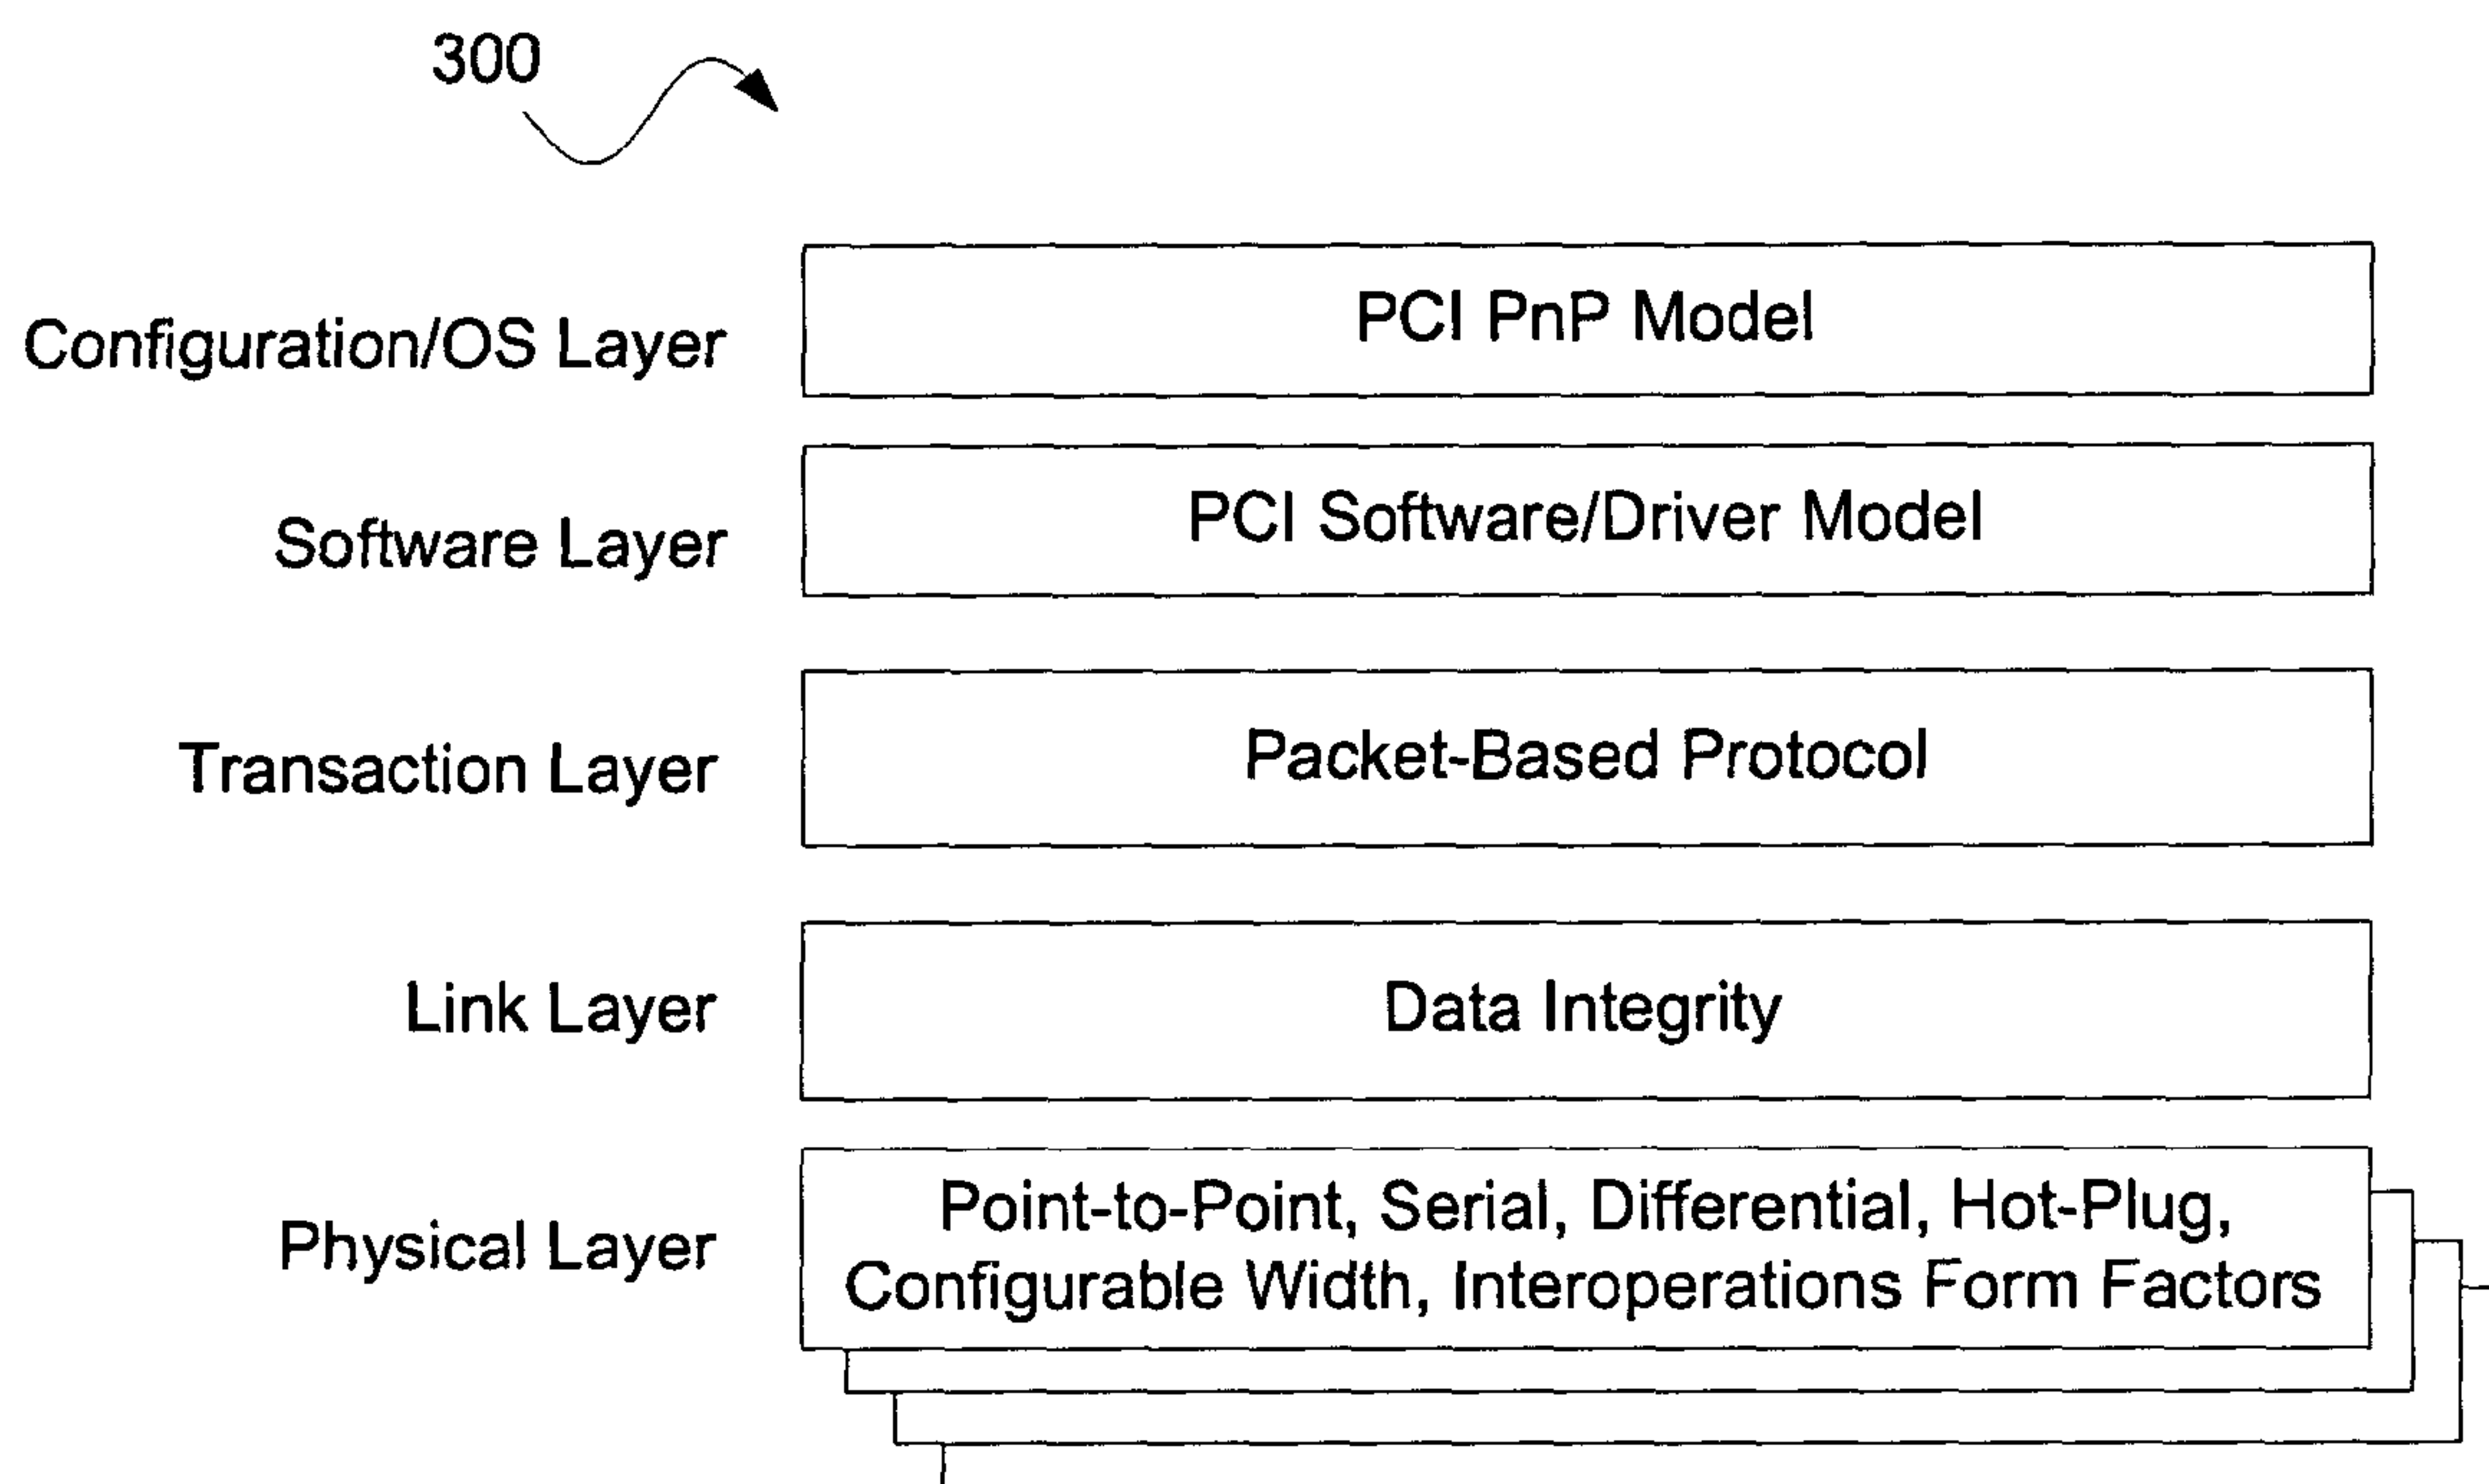 300
Configuration/OS Layer
PCI PnP Model
Software Layer
PCI Software/Driver Model
Transaction Layer
Packet-Based Protocol
Link Layer
Data Integrity
Physical Layer
Point-to-Point, Serial, Differential, Hot-Plug,
Configurable Width, Interoperations Form Factors